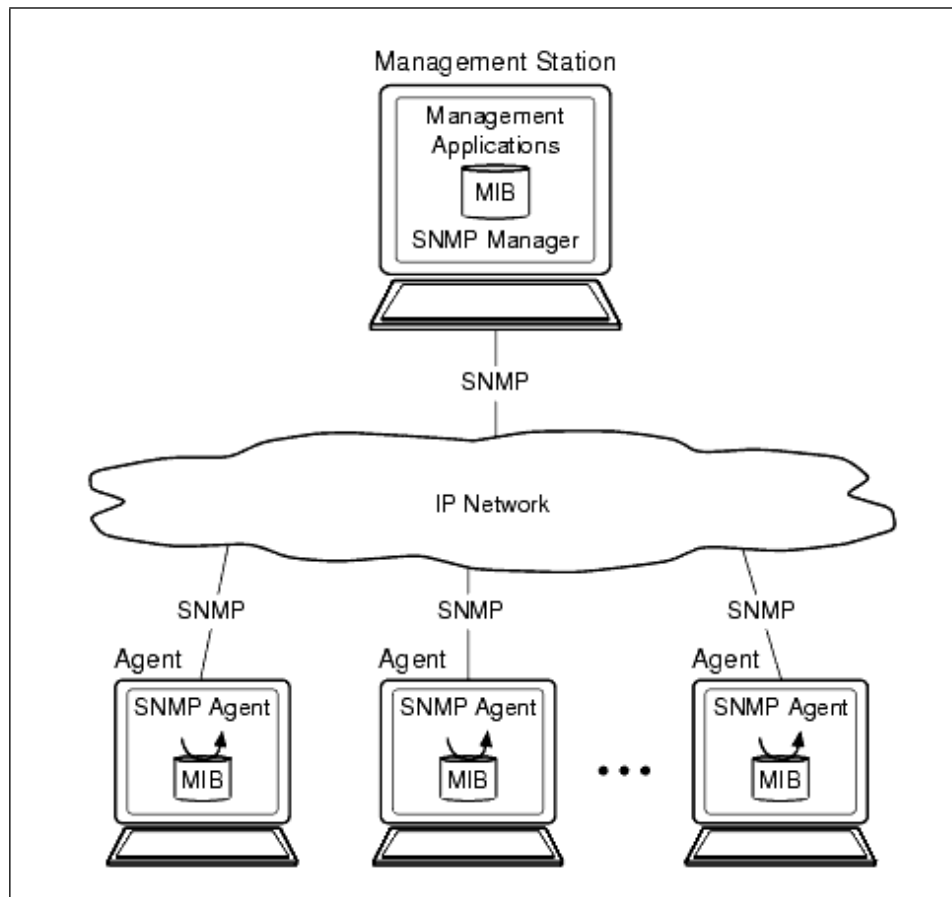 Management Station
Management
Applications
MIB
SNMP Manager
SNMP
IP Network
SNMP
SNMP
SNMP
Agent
Agent
Agent
SNMP Agent
SNMP Agent
SNMP Agent
MIB
MIB
MIB